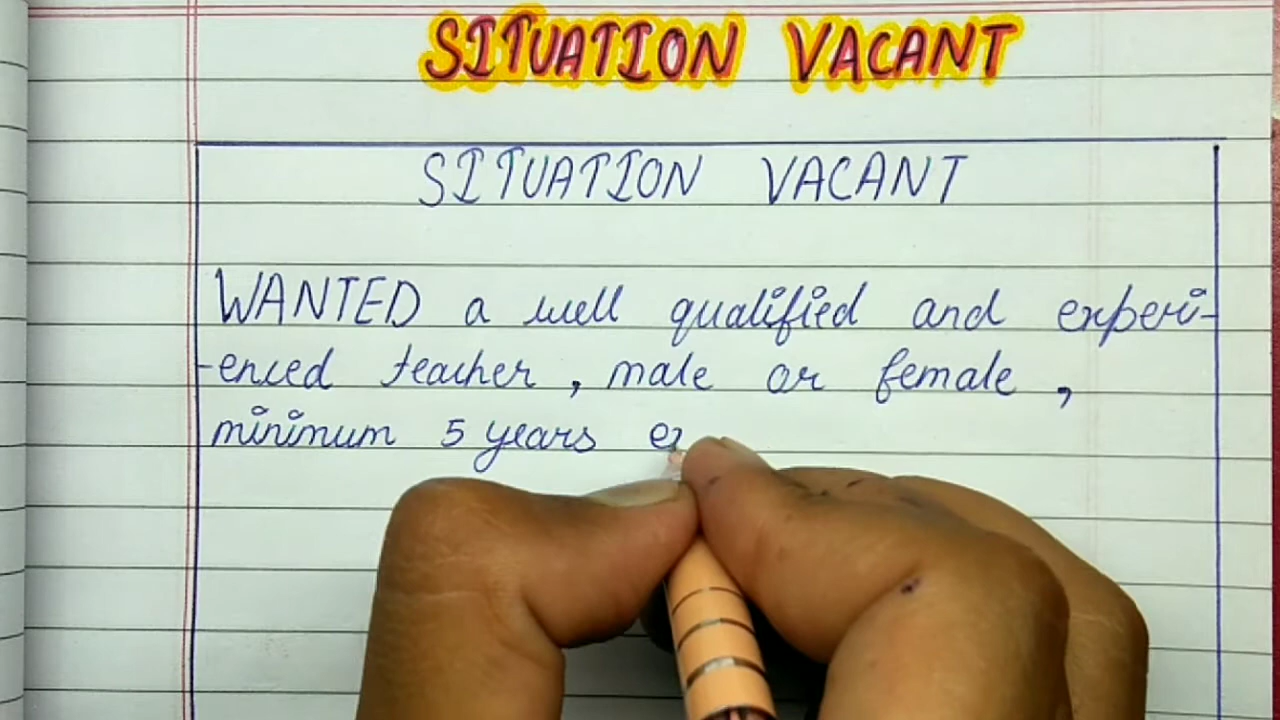 SITUATION VACANT
SITUATION VACANT
WANTED a well qualified and experi-
-enced teacher, male or female,
minimum 5 years